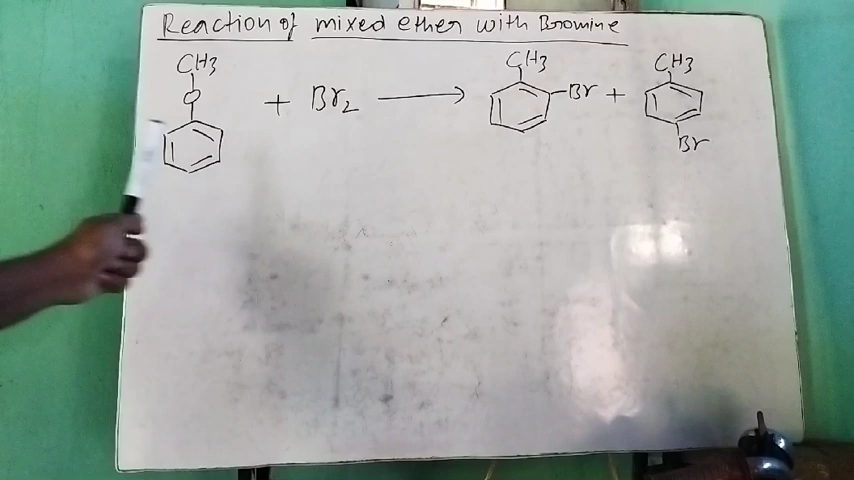 Reaction of mixed ether with Bromine
CH3 CH3 CH3
O + Br2 → Br +
Br